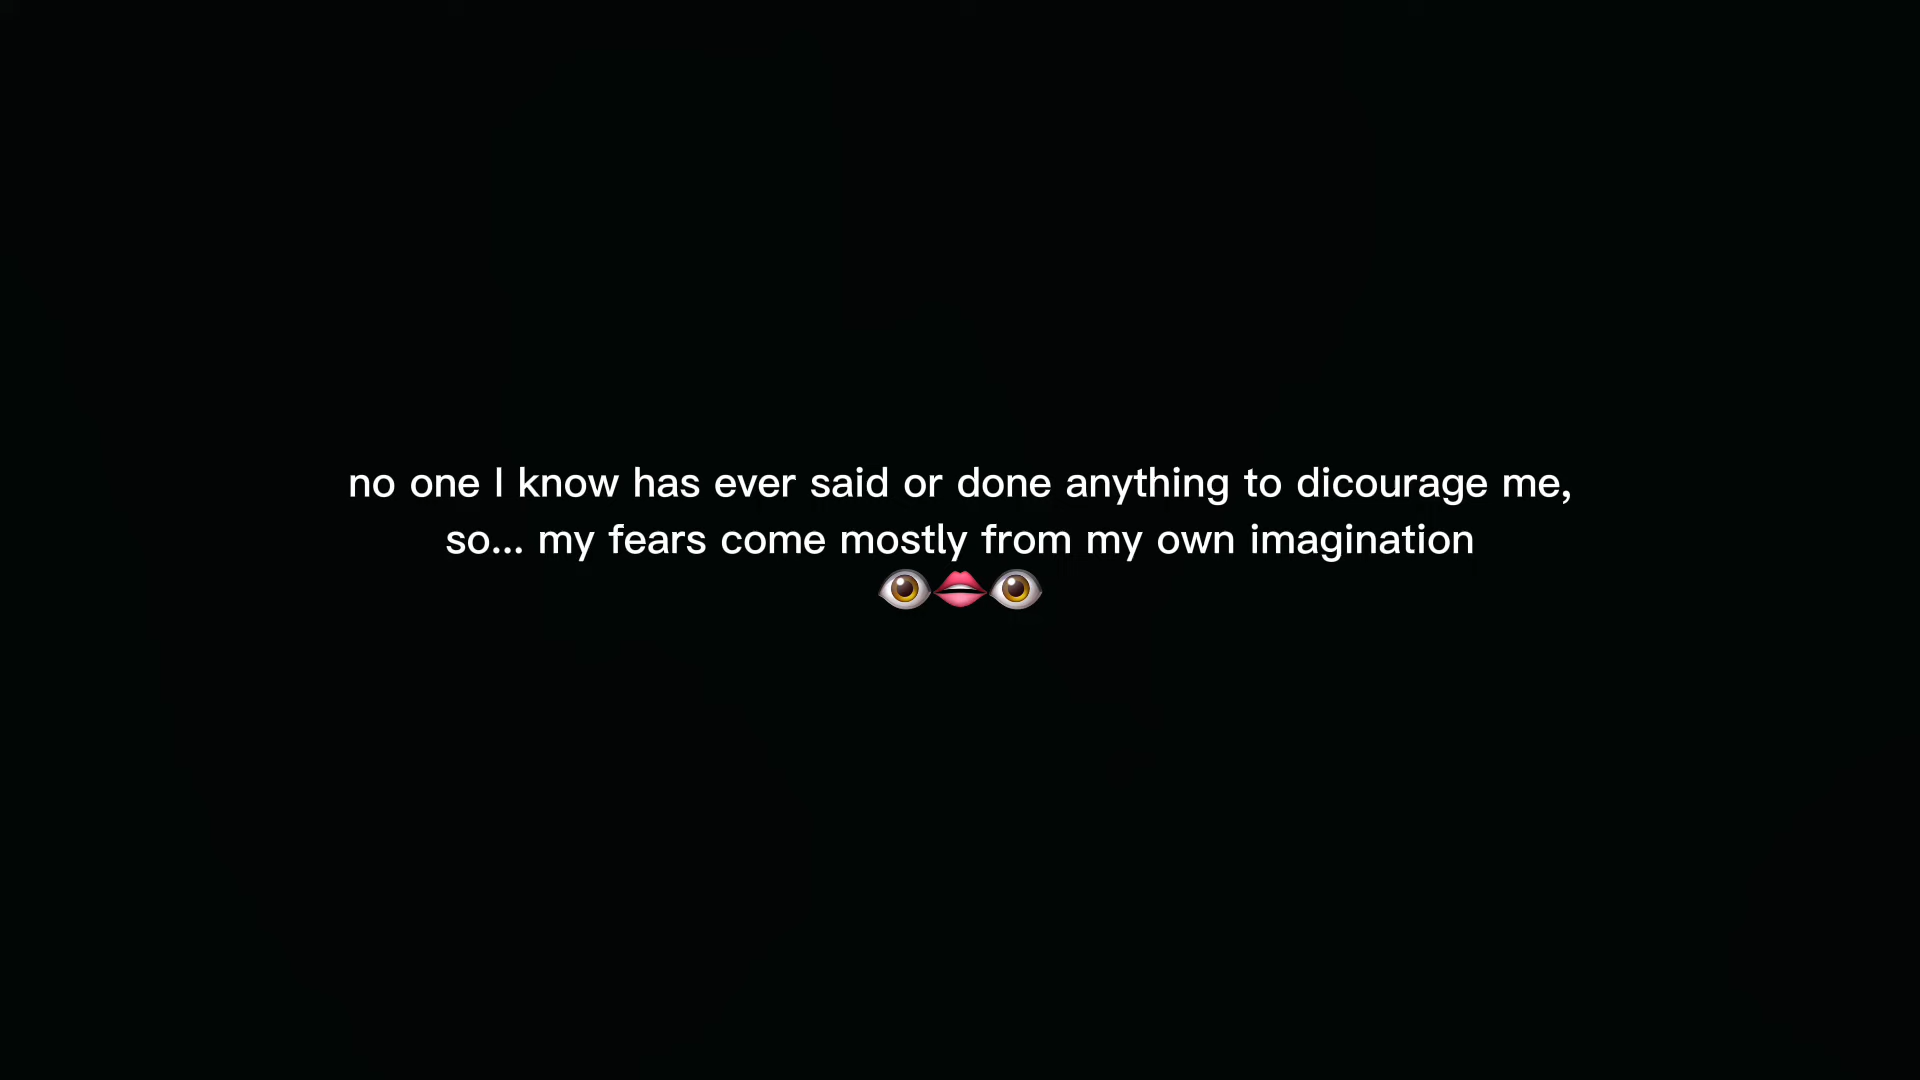 no one I know has ever said or done anything to dicourage me,
so... my fears come mostly from my own imagination
👁️👄👁️